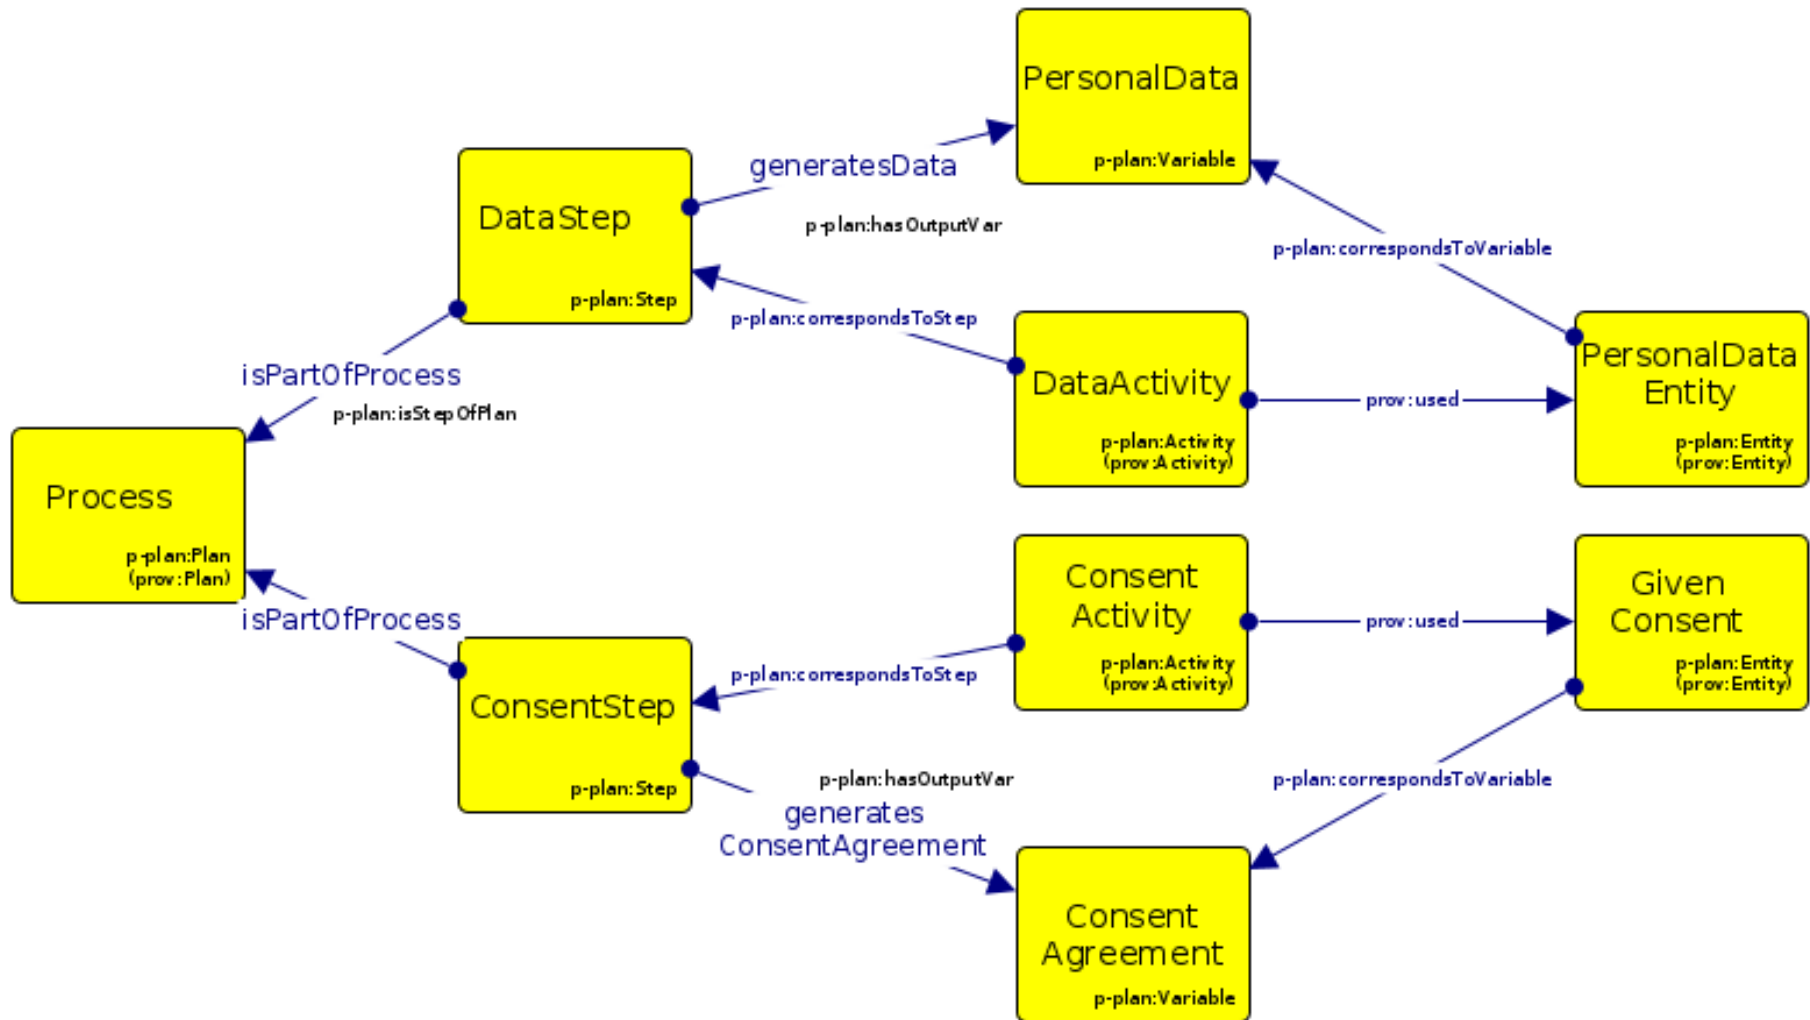 PersonalData
p-plan:Variable
generatesData
p-plan:hasOutputVar
DataStep
p-plan:Step
p-plan:correspondsToVariable
p-plan:correspondsToStep
isPartOfProcess
p-plan:isStepOfPlan
DataActivity
p-plan:Activity
(prov:Activity)
prov:used
PersonalData
Entity
p-plan:Entity
(prov:Entity)
Process
p-plan:Plan
(prov:Plan)
isPartOfProcess
Consent
Activity
p-plan:Activity
(prov:Activity)
prov:used
Given
Consent
p-plan:Entity
(prov:Entity)
p-plan:correspondsToStep
ConsentStep
p-plan:Step
p-plan:hasOutputVar
generates
ConsentAgreement
p-plan:correspondsToVariable
Consent
Agreement
p-plan:Variable